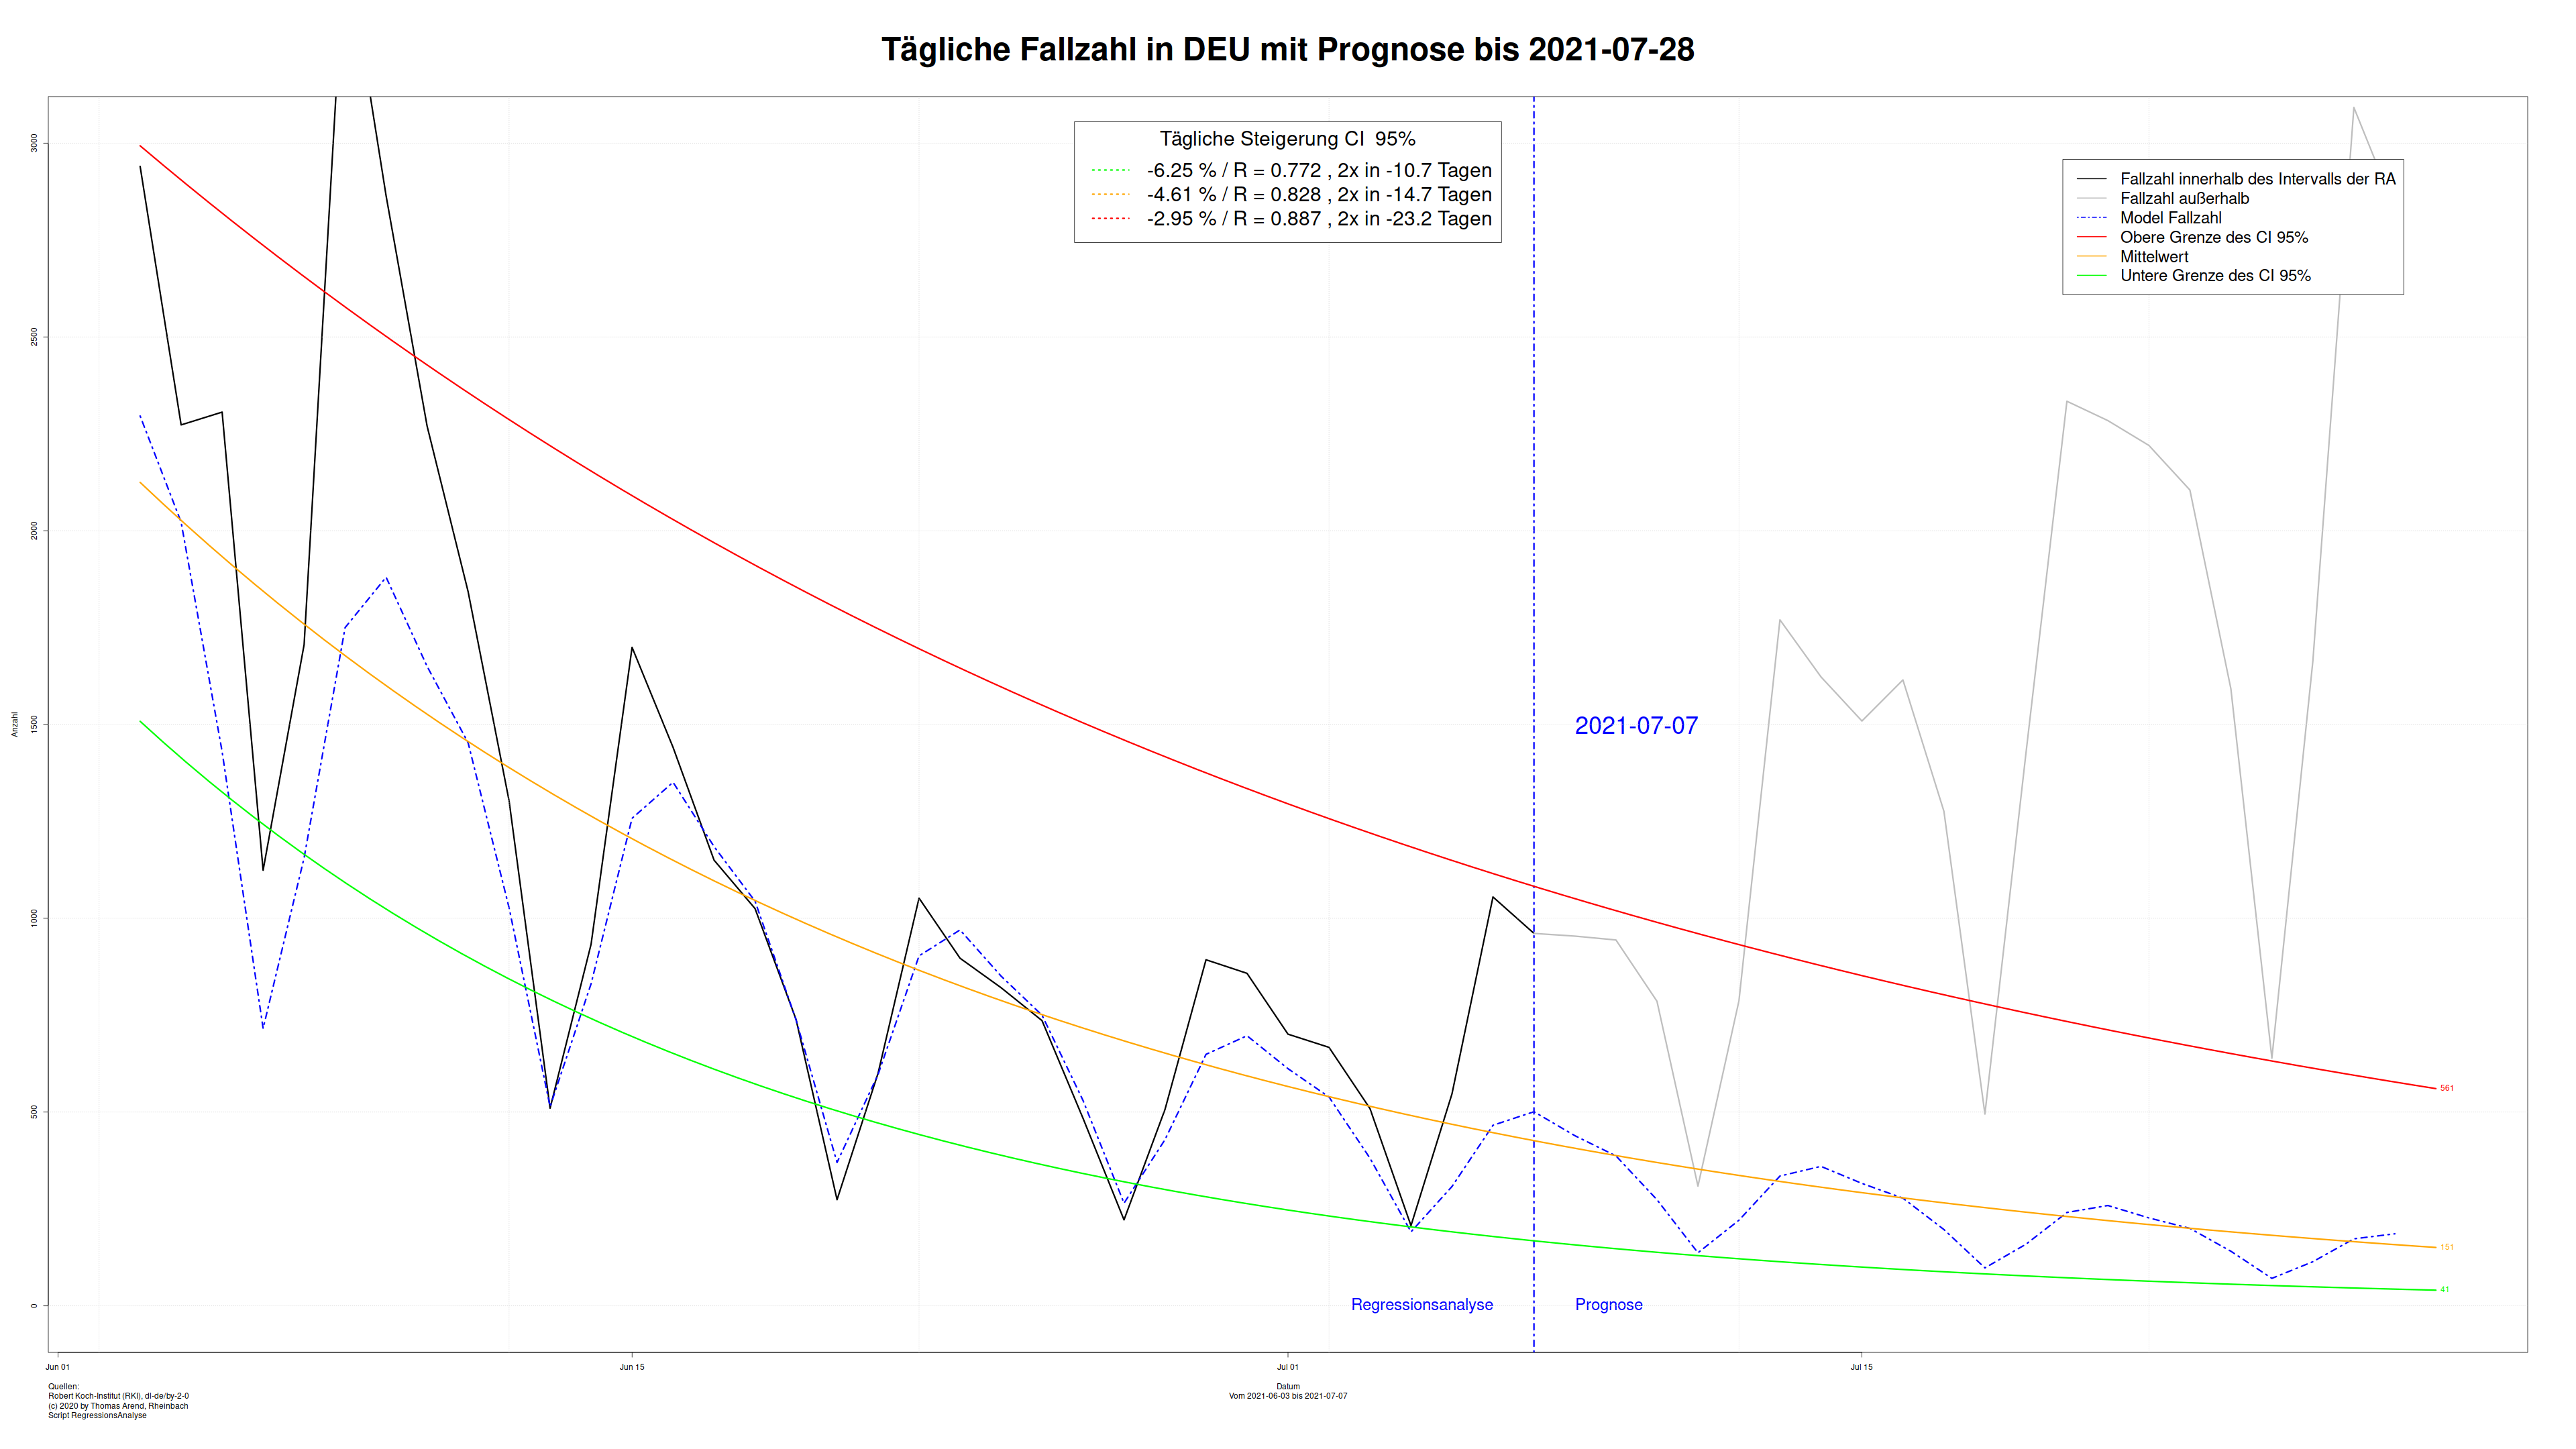 Tägliche Fallzahl in DEU mit Prognose bis 2021-07-28
Tägliche Steigerung CI  95%
-6.25 % / R = 0.772 , 2x in -10.7 Tagen
-4.61 % / R = 0.828 , 2x in -14.7 Tagen
-2.95 % / R = 0.887 , 2x in -23.2 Tagen
Fallzahl innerhalb des Intervalls der RA
Fallzahl außerhalb
Model Fallzahl
Obere Grenze des CI 95%
Mittelwert
Untere Grenze des CI 95%
3000
2500
2000
1500
1000
500
0
Anzahl
2021-07-07
561
151
41
Regressionsanalyse
Prognose
Jun 01
Jun 15
Jul 01
Jul 15
Datum
Vom 2021-06-03 bis 2021-07-07
Quellen:
Robert Koch-Institut (RKI), dl-de/by-2-0
(c) 2020 by Thomas Arend, Rheinbach
Script RegressionsAnalyse